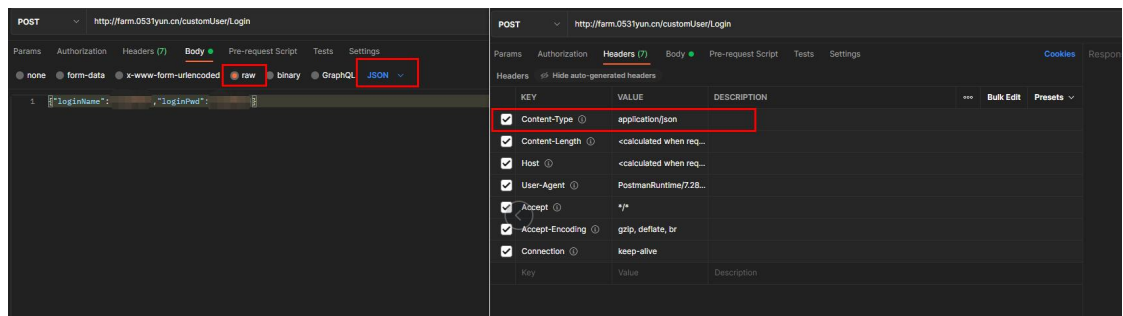 POST http://farm.0531yun.cn/customUser/Login
Params Authorization Headers (7) Body Pre-request Script Tests Settings
none form-data x-www-form-urlencoded raw binary GraphQL JSON
1 {"loginName": ,"loginPwd": }
POST http://farm.0531yun.cn/customUser/Login
Params Authorization Headers (7) Body Pre-request Script Tests Settings Cookies Respon
Headers Hide auto-generated headers
KEY VALUE DESCRIPTION ooo Bulk Edit Presets
Content-Type application/json
Content-Length <calculated when req...
Host <calculated when req...
User-Agent PostmanRuntime/7.28...
Accept */*
Accept-Encoding gzip, deflate, br
Connection keep-alive
Key Value Description